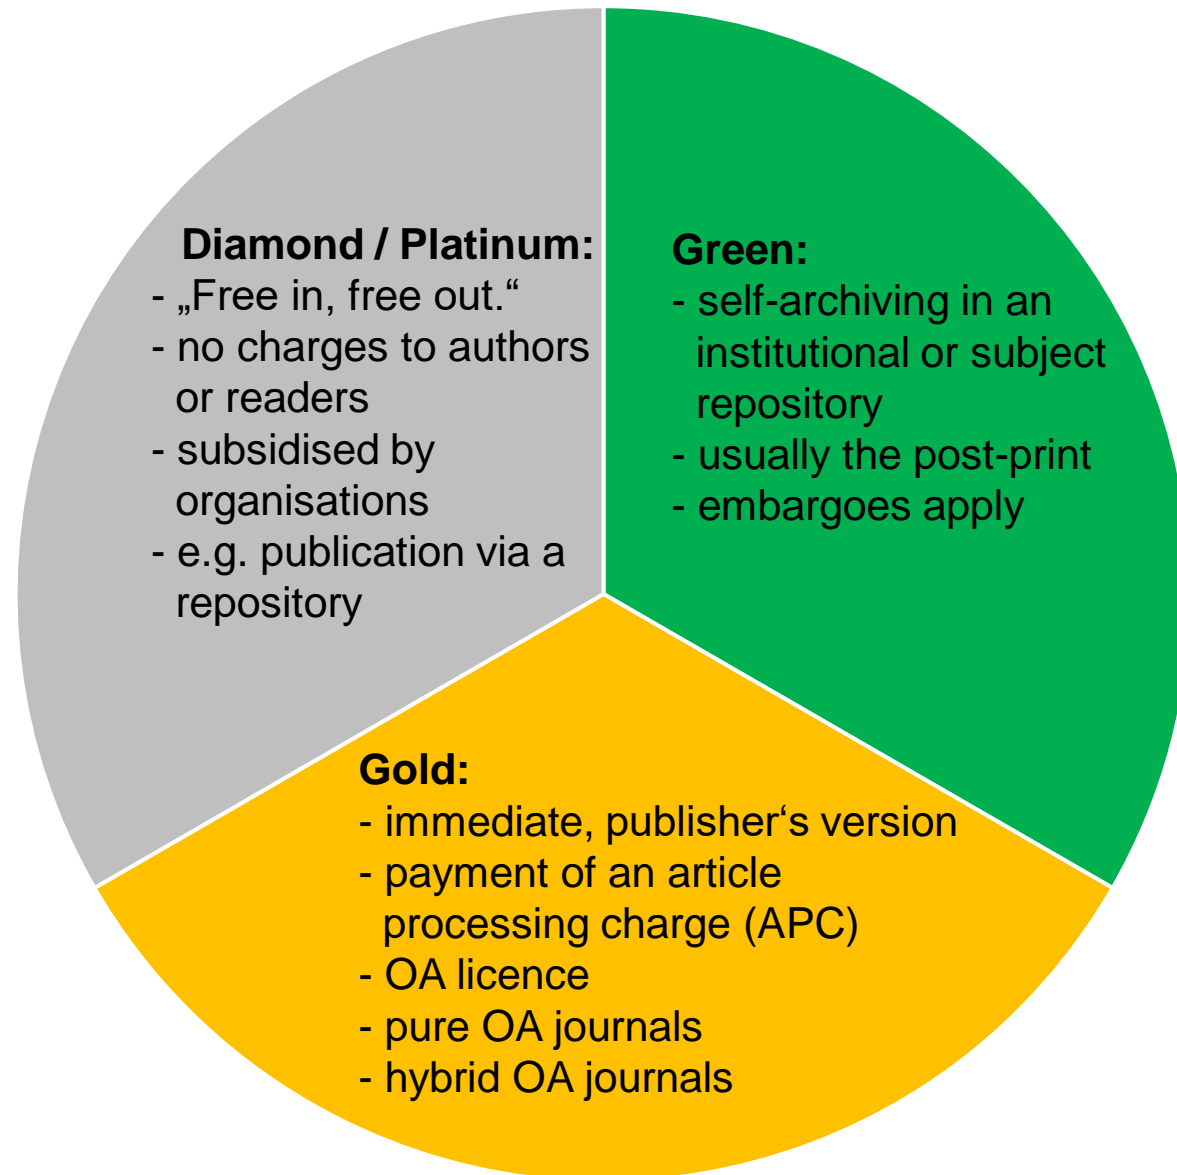 Diamond / Platinum:
- „Free in, free out.“
- no charges to authors
or readers
- subsidised by
organisations
- e.g. publication via a
repository
Green:
- self-archiving in an
institutional or subject
repository
- usually the post-print
- embargoes apply
Gold:
- immediate, publisher‘s version
- payment of an article
processing charge (APC)
- OA licence
- pure OA journals
- hybrid OA journals